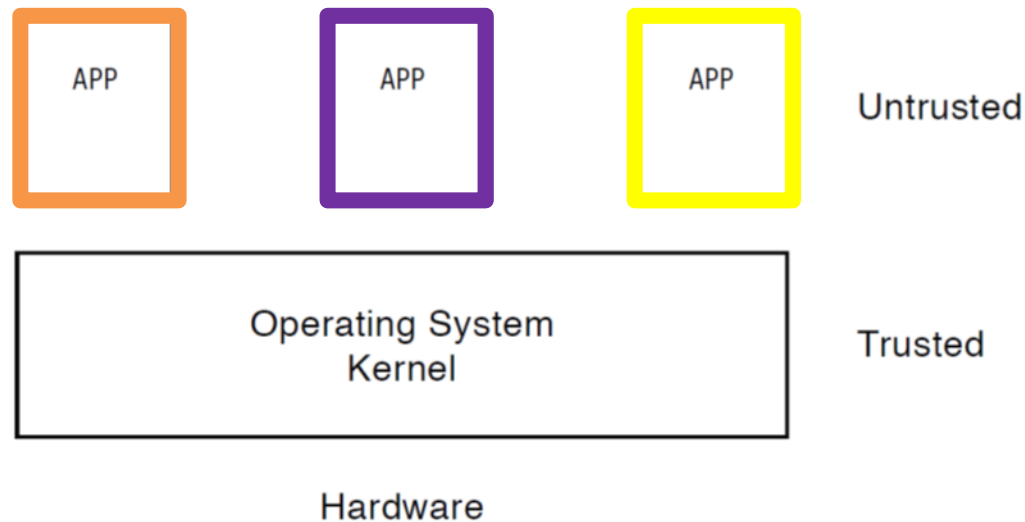 APP
APP
APP
Untrusted
Operating System
Kernel
Trusted
Hardware